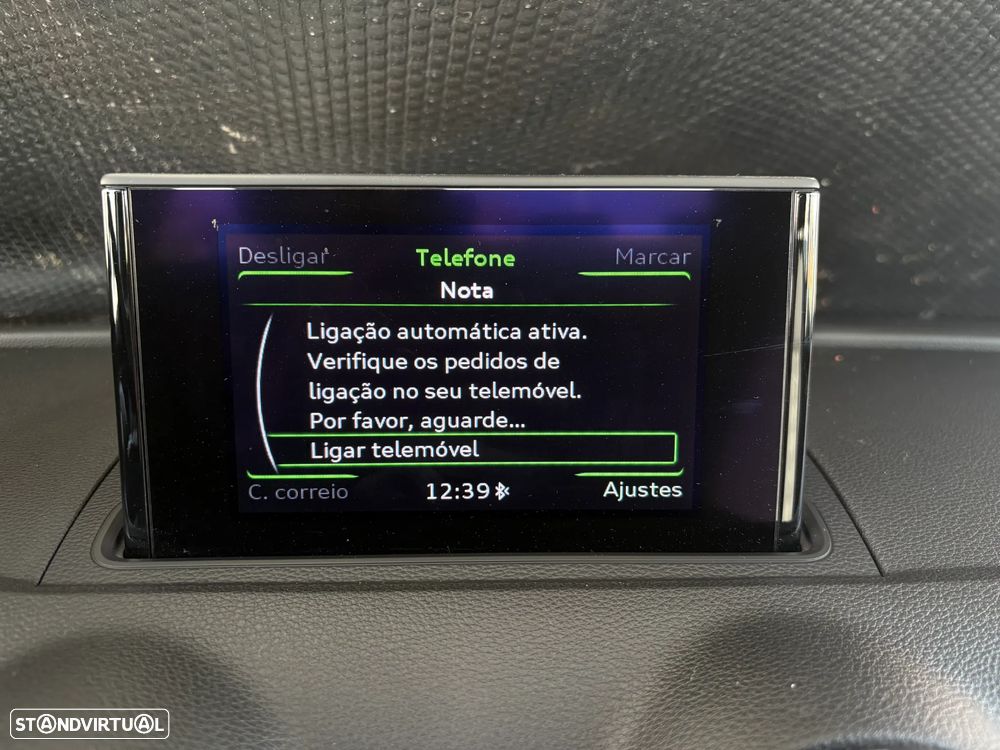 Desligar Telefone Marcar
Nota
Ligação automática ativa.
Verifique os pedidos de
ligação no seu telemóvel.
Por favor, aguarde...
Ligar telemóvel
C. correio 12:39 Ajustes
STANDVIRTUAL